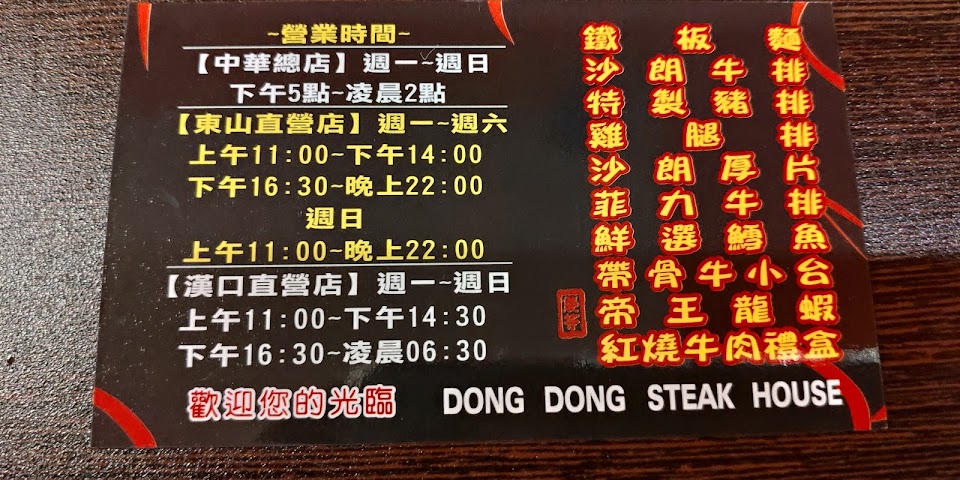 ~營業時間~
【中華總店】週一~週日
下午5點~凌晨2點
【東山直營店】週一~週六
上午11:00~下午14:00
下午16:30~晚上22:00
週日
上午11:00~晚上22:00
【漢口直營店】週一~週日
上午11:00~下午14:30
下午16:30~凌晨06:30
歡迎您的光臨
鐵板麵
沙朗牛排
特製豬排
雞腿排
沙朗厚片
菲力牛排
鮮選鱈魚
帶骨牛小台
帝王龍蝦
紅燒牛肉禮盒
DONG DONG STEAK HOUSE